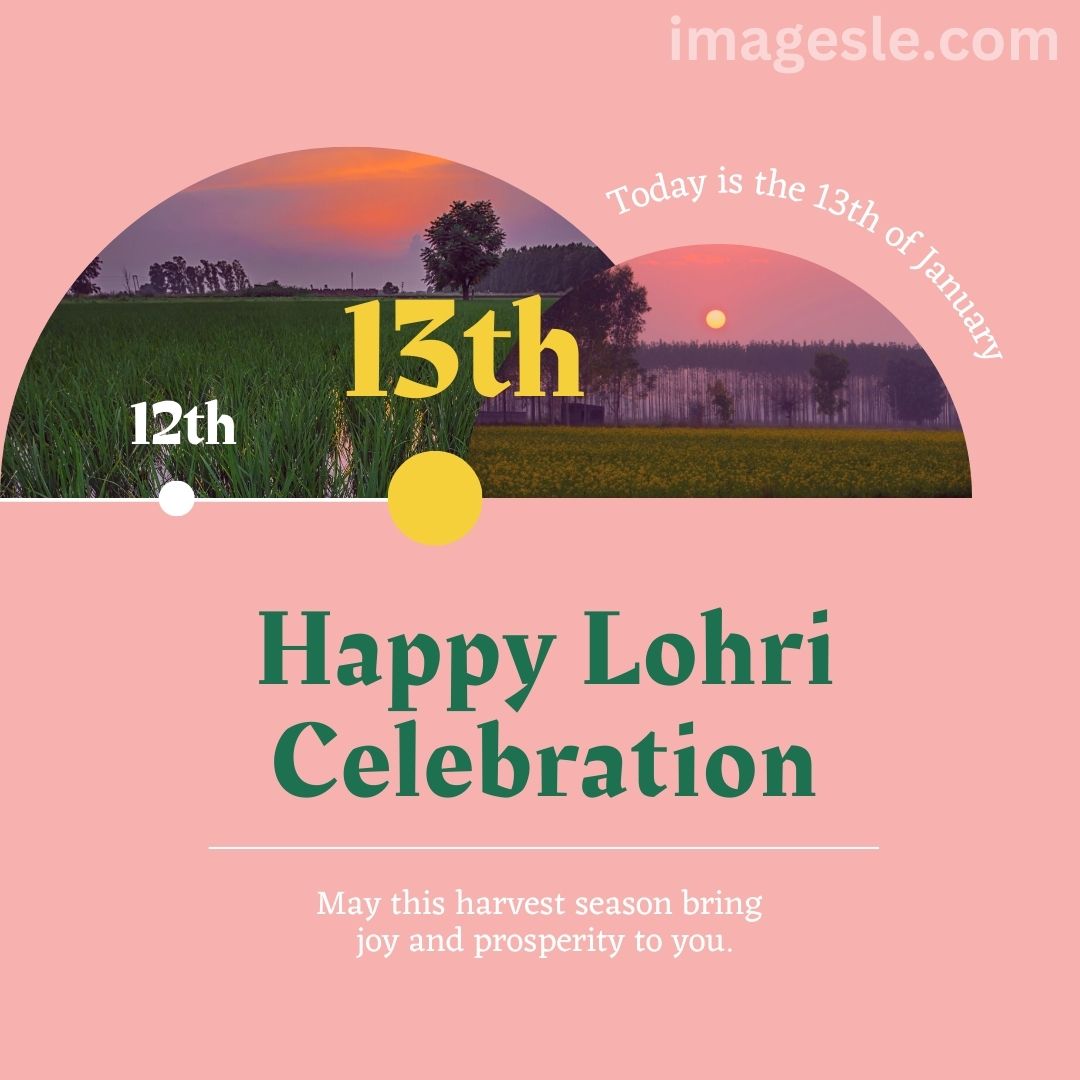 imagesle.com
Today is the 13th of January
13th
12th
Happy Lohri
Celebration
May this harvest season bring
joy and prosperity to you.